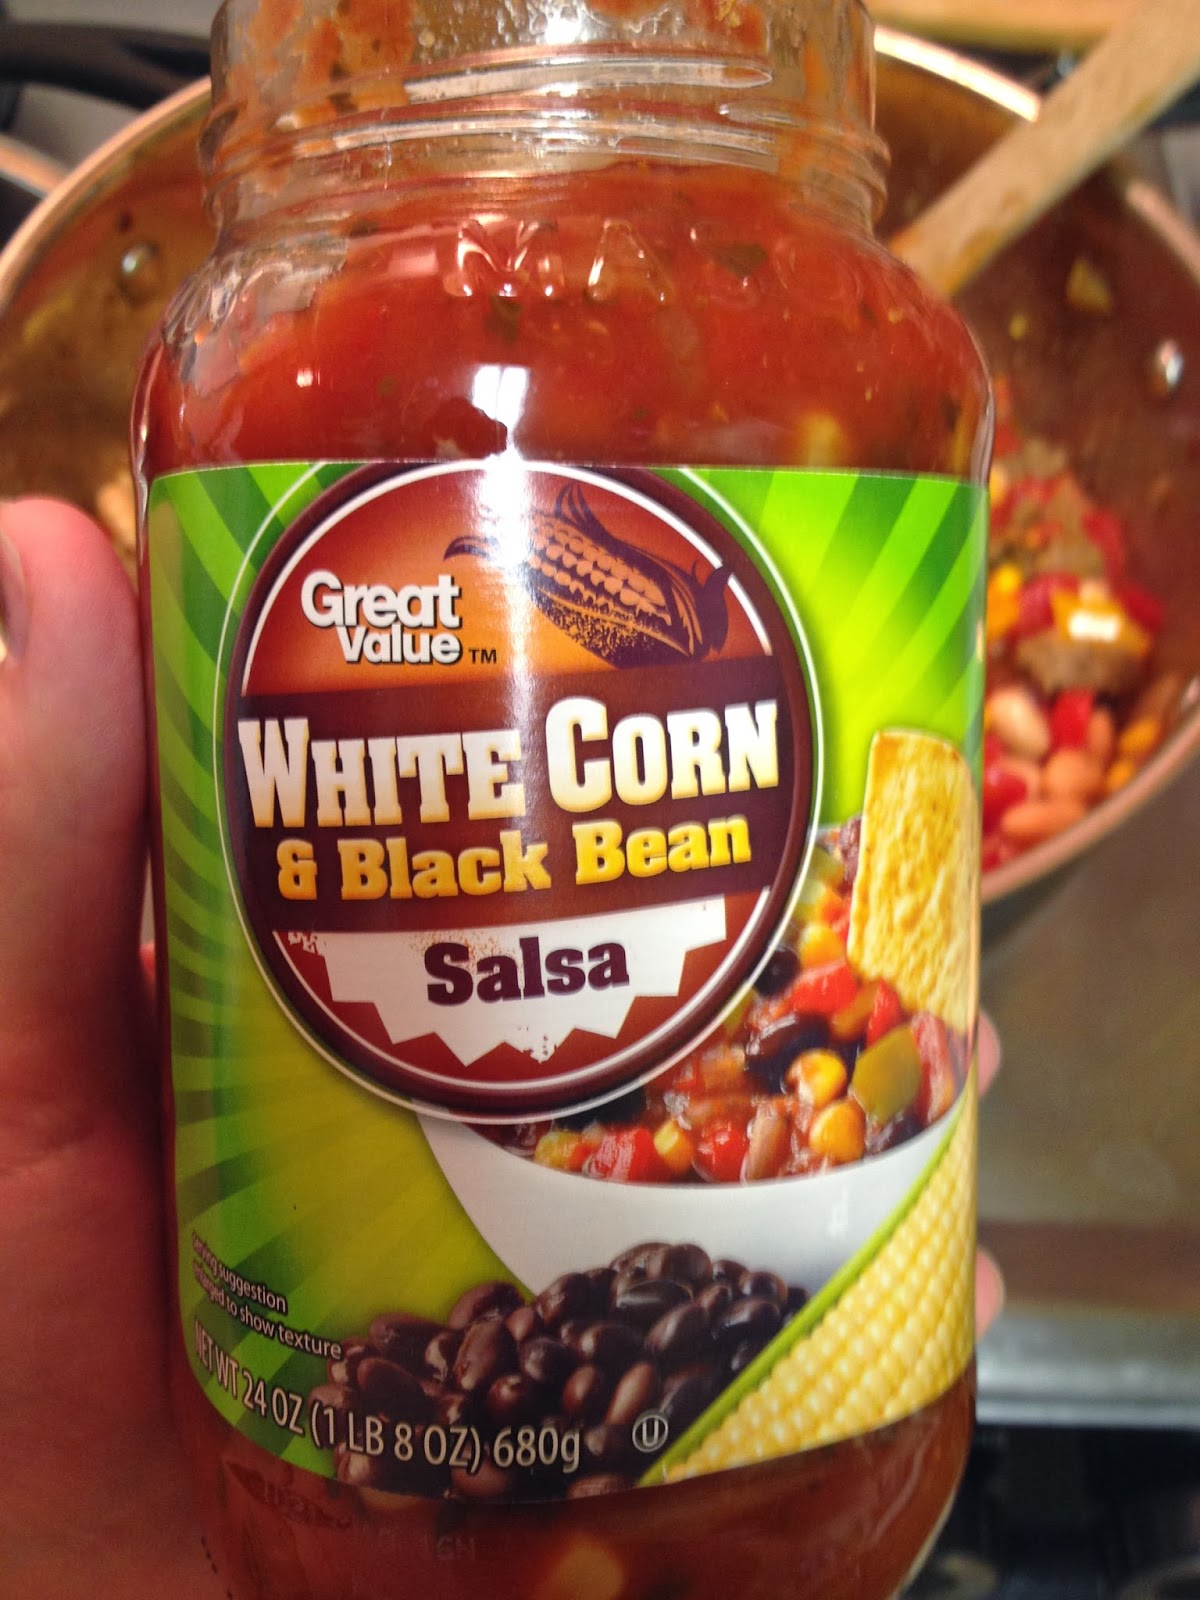 MAS
Great
Value™
WHITE CORN
& Black Bean
Salsa
serving suggestion
enlarged to show texture
NET WT 24 OZ (1 LB 8 OZ) 680g
U